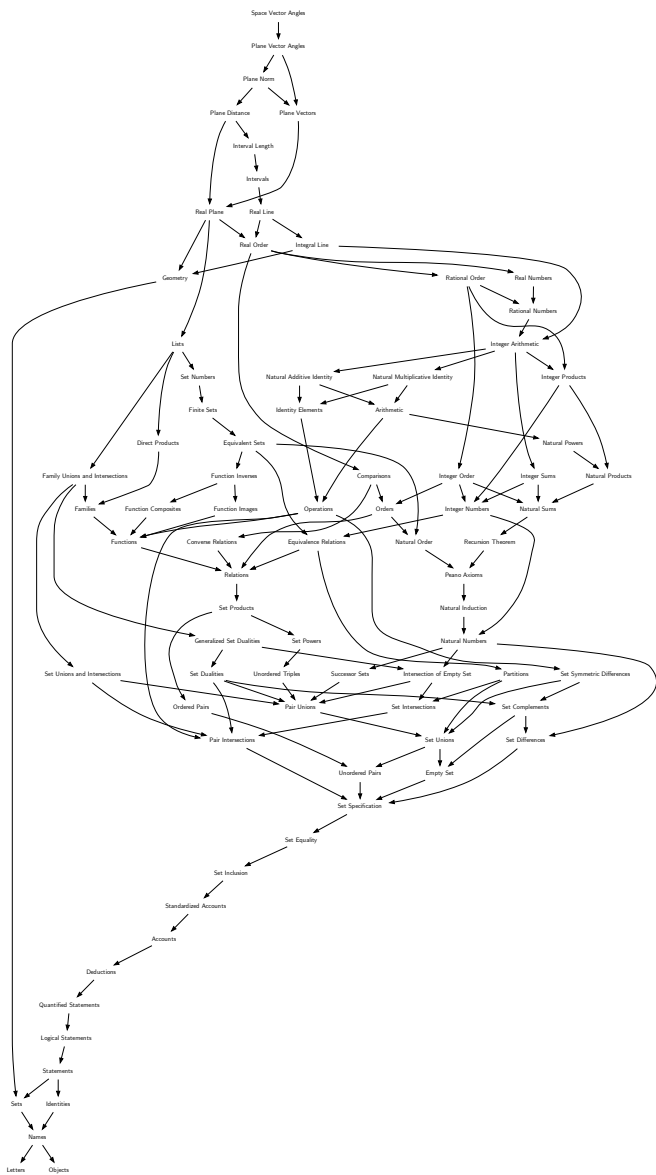 Space Vector Angles
Plane Vector Angles
Plane Norm
Plane Distance
Plane Vectors
Interval Length
Intervals
Real Plane
Real Line
Real Order
Integral Line
Geometry
Rational Order
Real Numbers
Rational Numbers
Lists
Integer Arithmetic
Set Numbers
Natural Additive Identity
Natural Multiplicative Identity
Integer Products
Finite Sets
Identity Elements
Arithmetic
Direct Products
Equivalent Sets
Natural Powers
Family Unions and Intersections
Function Inverses
Comparisons
Integer Order
Integer Sums
Natural Products
Families
Function Composites
Function Images
Operations
Orders
Integer Numbers
Natural Sums
Functions
Converse Relations
Equivalence Relations
Natural Order
Recursion Theorem
Relations
Peano Axioms
Set Products
Natural Induction
Generalized Set Dualities
Set Powers
Natural Numbers
Set Unions and Intersections
Set Dualities
Unordered Triples
Successor Sets
Intersection of Empty Set
Partitions
Set Symmetric Differences
Ordered Pairs
Pair Unions
Set Intersections
Set Complements
Pair Intersections
Set Unions
Set Differences
Unordered Pairs
Empty Set
Set Specification
Set Equality
Set Inclusion
Standardized Accounts
Accounts
Deductions
Quantified Statements
Logical Statements
Statements
Sets
Identities
Names
Letters
Objects